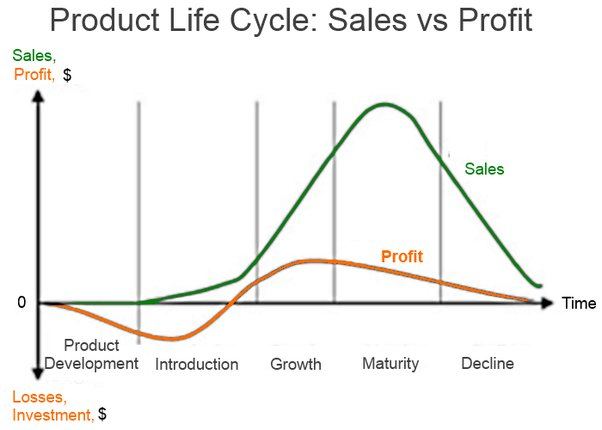 Product Life Cycle: Sales vs Profit
Sales,
Profit, $
Sales
Profit
0
Time
Product
Development
Introduction
Growth
Maturity
Decline
Losses,
Investment, $